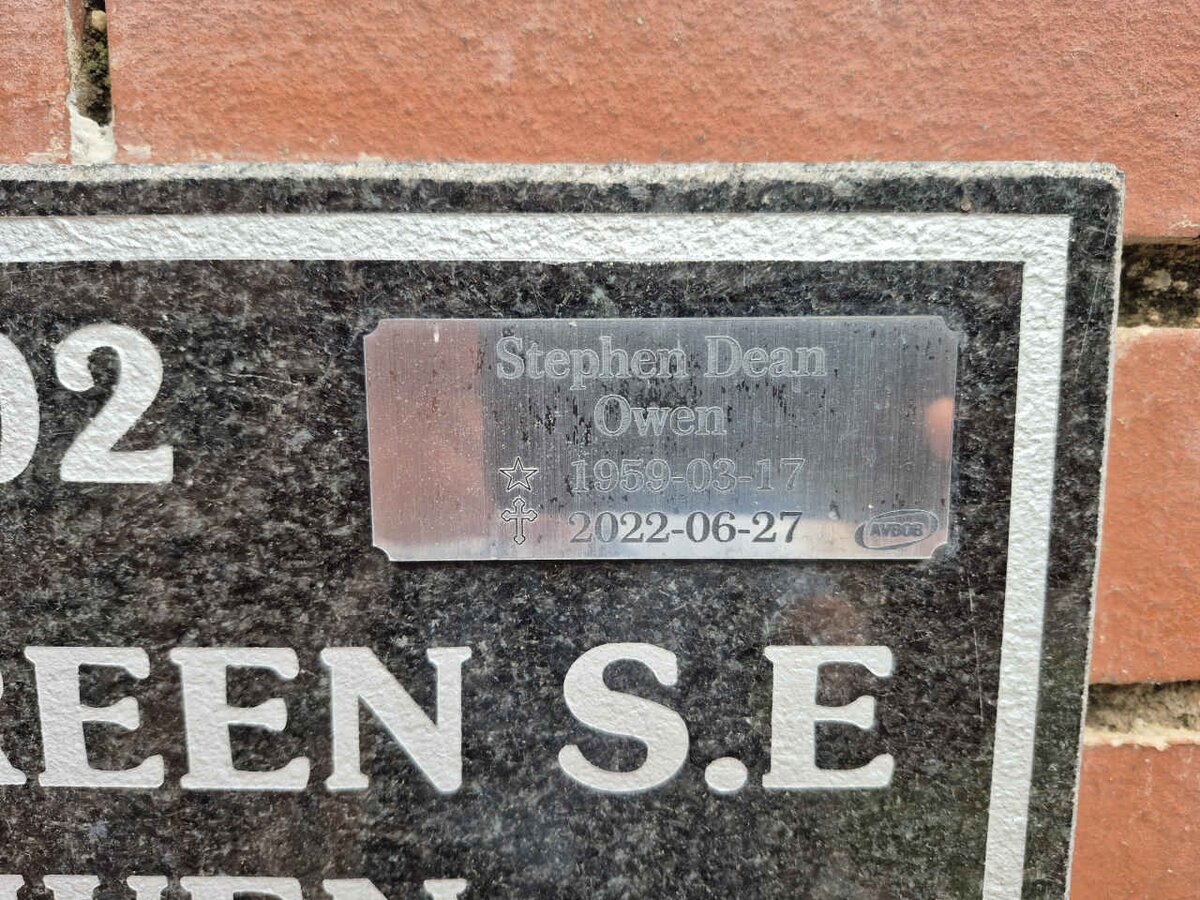 02
Stephen Dean
Owen
1959-03-17
2022-06-27
AVBOB
REEN S.E